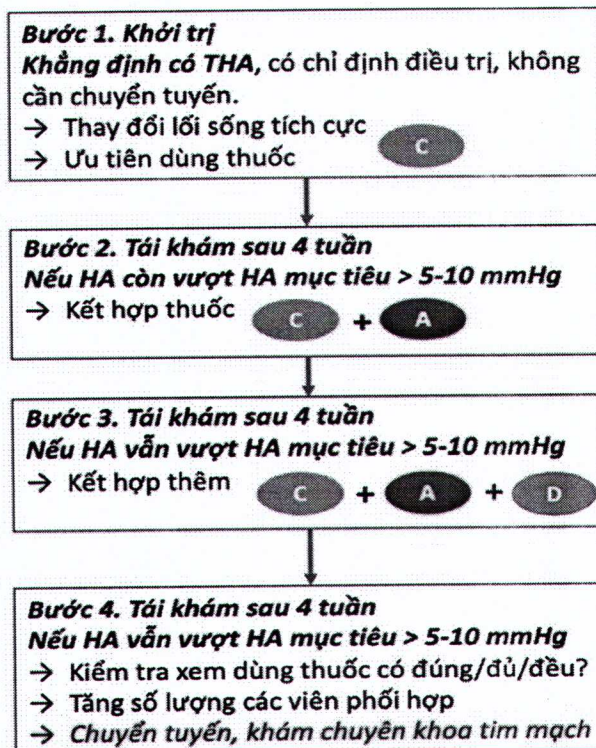 Bước 1. Khởi trị
Khẳng định có THA, có chỉ định điều trị, không
cần chuyển tuyến.
→ Thay đổi lối sống tích cực
→ Ưu tiên dùng thuốc C
Bước 2. Tái khám sau 4 tuần
Nếu HA còn vượt HA mục tiêu > 5-10 mmHg
→ Kết hợp thuốc C + A
Bước 3. Tái khám sau 4 tuần
Nếu HA vẫn vượt HA mục tiêu > 5-10 mmHg
→ Kết hợp thêm C + A + D
Bước 4. Tái khám sau 4 tuần
Nếu HA vẫn vượt HA mục tiêu > 5-10 mmHg
→ Kiểm tra xem dùng thuốc có đúng/đủ/đều?
→ Tăng số lượng các viên phối hợp
→ Chuyển tuyến, khám chuyên khoa tim mạch